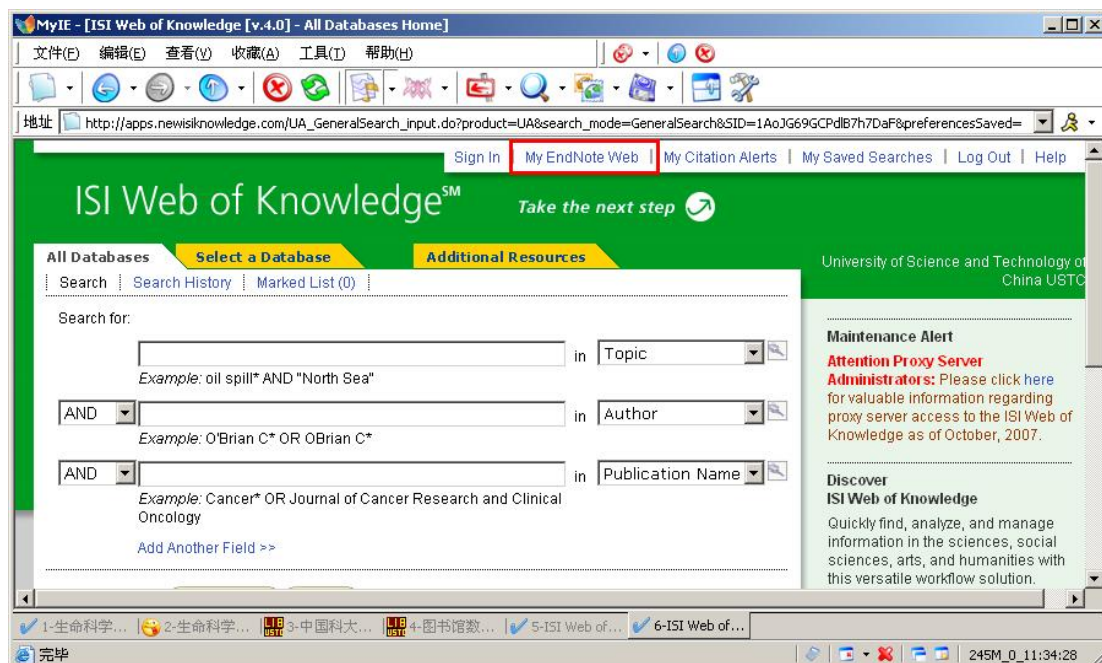 MyIE - [ISI Web of Knowledge [v.4.0] - All Databases Home]
文件(F) 编辑(E) 查看(V) 收藏(A) 工具(T) 帮助(H)
地址 http://apps.newisiknowledge.com/UA_GeneralSearch_input.do?product=UA&search_mode=GeneralSearch&SID=1AoJG69GCPdlB7h7DaF&preferencesSaved=
Sign In | My EndNote Web | My Citation Alerts | My Saved Searches | Log Out | Help
ISI Web of Knowledge℠ Take the next step
All Databases Select a Database Additional Resources
Search Search History Marked List (0)
University of Science and Technology of
China USTC
Search for:
in Topic
Example: oil spill* AND "North Sea"
AND in Author
Example: O'Brian C* OR OBrian C*
AND in Publication Name
Example: Cancer* OR Journal of Cancer Research and Clinical
Oncology
Add Another Field >>
Maintenance Alert
Attention Proxy Server
Administrators: Please click here
for valuable information regarding
proxy server access to the ISI Web of
Knowledge as of October, 2007.
Discover
ISI Web of Knowledge
Quickly find, analyze, and manage
information in the sciences, social
sciences, arts, and humanities with
this versatile workflow solution.
1-生命科学... 2-生命科学... LIB USTC 3-中国科大... LIB USTC 4-图书馆数... 5-ISI Web of... 6-ISI Web of...
完毕 245M_0_11:34:28